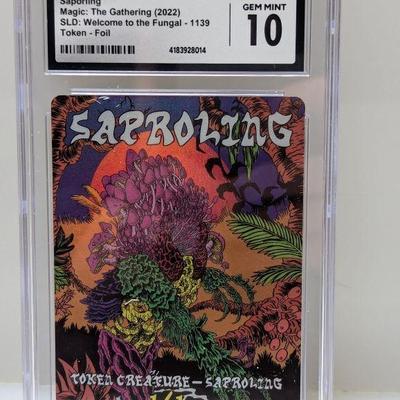 Saproling
Magic: The Gathering (2022)
SLD: Welcome to the Fungal - 1139
Token - Foil
4183928014
GEM MINT
10
SAPROLING
TOKEN CREATURE — SAPROLING